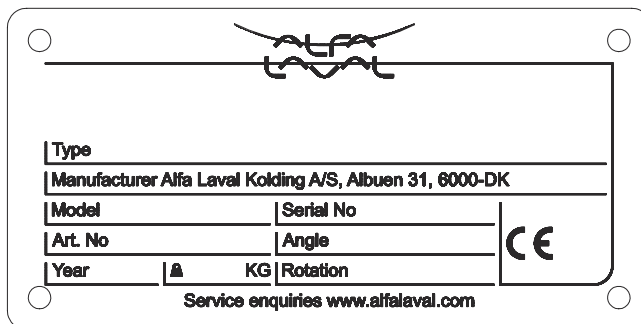 ALFA
LAVAL
Type
Manufacturer Alfa Laval Kolding A/S, Albuen 31, 6000-DK
Model Serial No
Art. No Angle
Year KG Rotation
CE
Service enquiries www.alfalaval.com